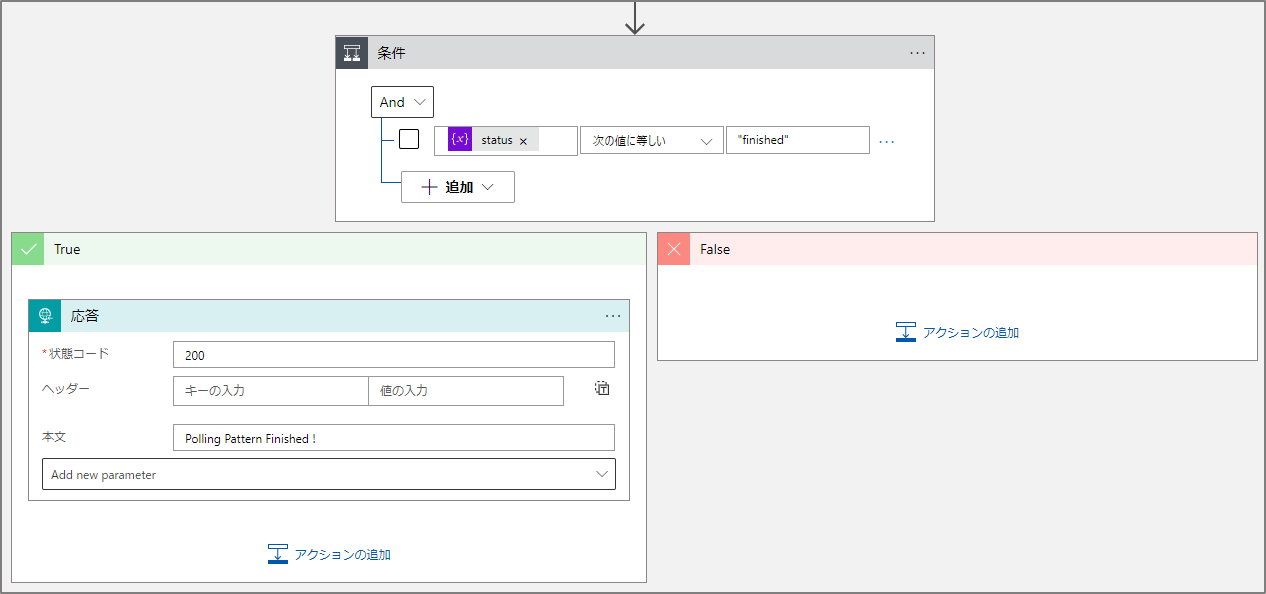 条件
...
And
{x} status ×
次の値に等しい
"finished"
...
追加
True
False
応答
...
アクションの追加
*状態コード
200
ヘッダー
キーの入力
値の入力
本文
Polling Pattern Finished !
Add new parameter
アクションの追加